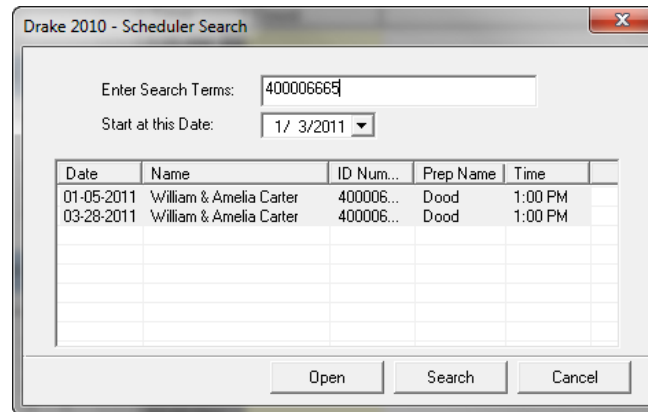 Drake 2010 - Scheduler Search
Enter Search Terms: 400006665
Start at this Date: 1/ 3/2011
Date Name ID Num... Prep Name Time
01-05-2011 William & Amelia Carter 400006... Dood 1:00 PM
03-28-2011 William & Amelia Carter 400006... Dood 1:00 PM
Open Search Cancel